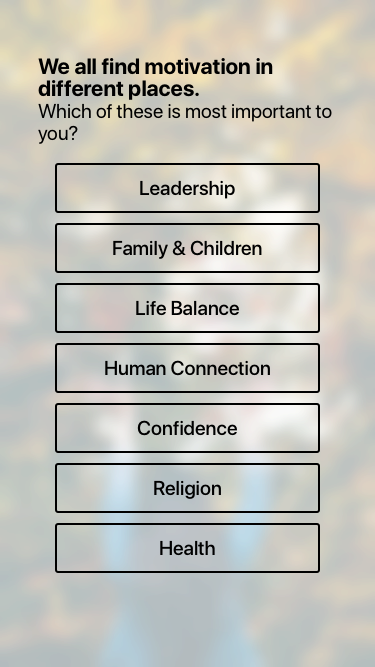 We all find motivation in
different places.
Which of these is most important to
you?
Leadership
Family & Children
Life Balance
Human Connection
Confidence
Religion
Health